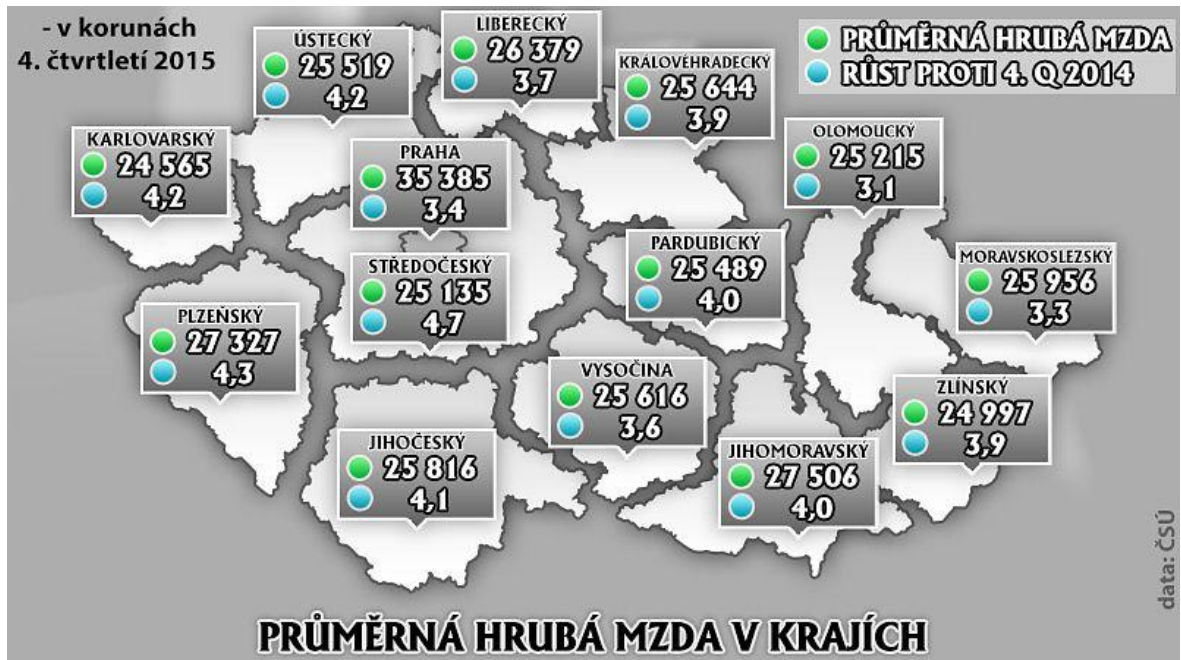 - v korunách
4. čtvrtletí 2015
PRŮMĚRNÁ HRUBÁ MZDA
RŮST PROTI 4. Q 2014
ÚSTECKÝ
25 519
4,2
LIBERECKÝ
26 379
3,7
KRÁLOVÉHRADECKÝ
25 644
3,9
KARLOVARSKÝ
24 565
4,2
PRAHA
35 385
3,4
OLOMOUCKÝ
25 215
3,1
STŘEDOČESKÝ
25 135
4,7
PARDUBICKÝ
25 489
4,0
MORAVSKOSLEZSKÝ
25 956
3,3
PLZEŇSKÝ
27 327
4,3
VYSOČINA
25 616
3,6
ZLÍNSKÝ
24 997
3,9
JIHOČESKÝ
25 816
4,1
JIHOMORAVSKÝ
27 506
4,0
data: ČSÚ
PRŮMĚRNÁ HRUBÁ MZDA V KRAJÍCH